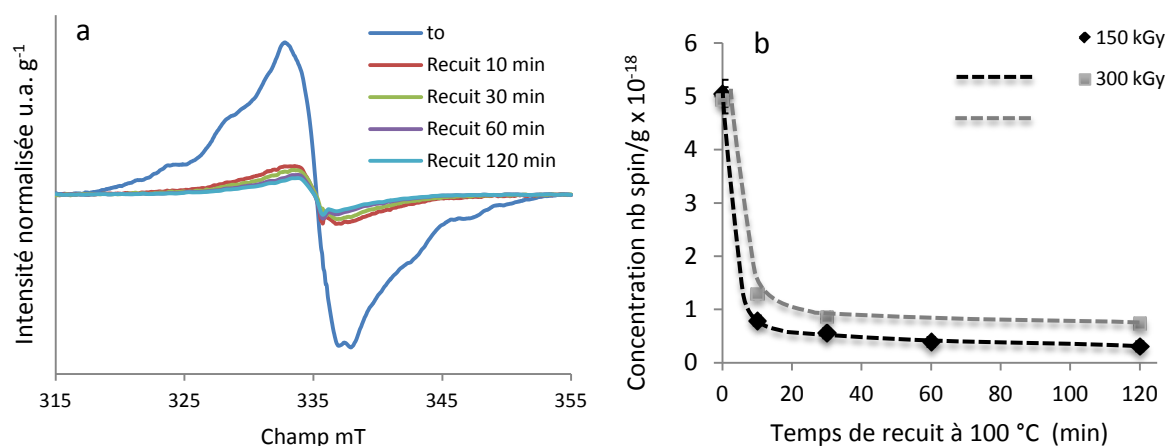 a
to
Recuit 10 min
Recuit 30 min
Recuit 60 min
Recuit 120 min
Intensité normalisée u.a. g⁻¹
315 325 335 345 355
Champ mT
b
150 kGy
300 kGy
Concentration nb spin/g x 10⁻¹⁸
6
5
4
3
2
1
0
0 20 40 60 80 100 120
Temps de recuit à 100 °C (min)